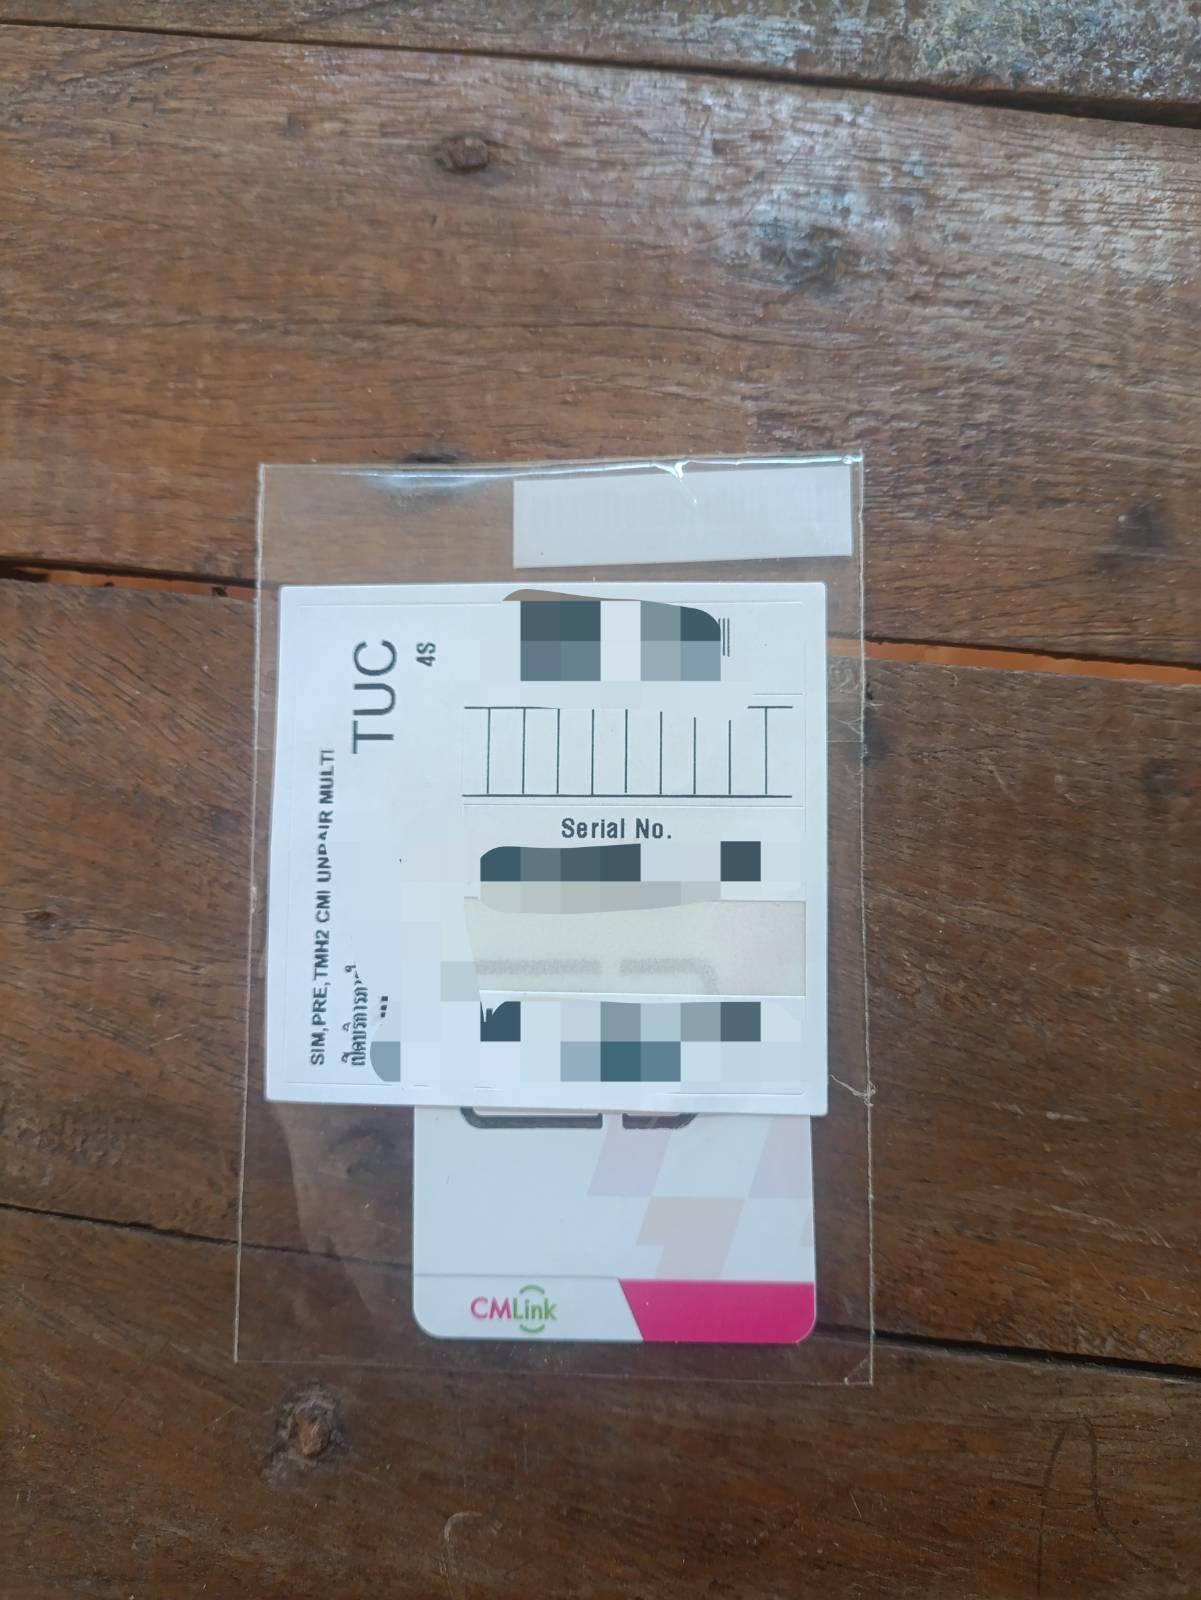 SIM,PRE,TMH2 CMI UNPAIR MULTI
TUC
4S
Serial No.
CMLink